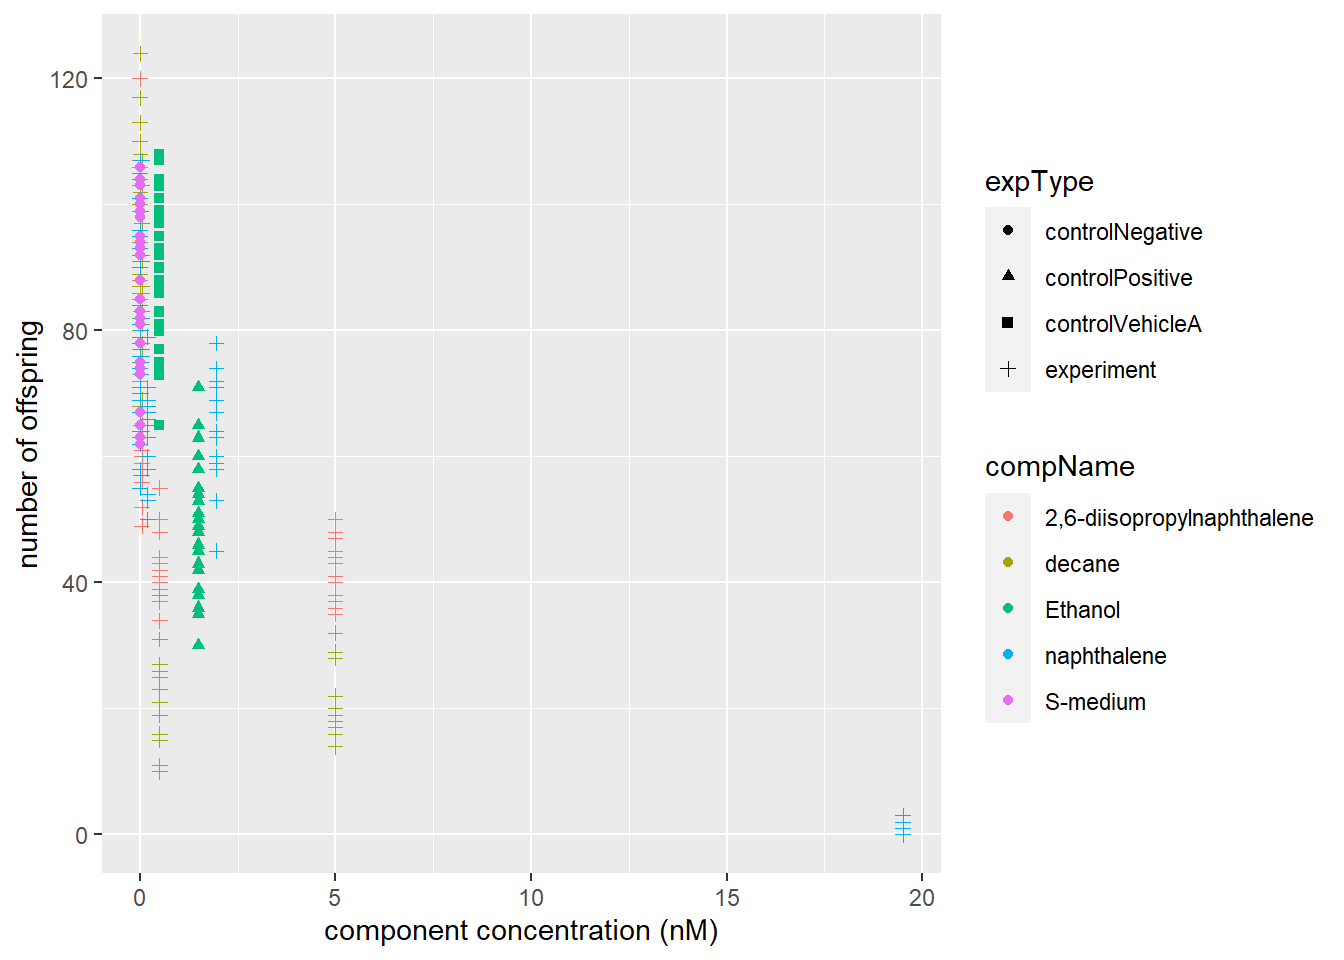 120
80
40
0
number of offspring
0
5
10
15
20
component concentration (nM)
expType
controlNegative
controlPositive
controlVehicleA
experiment
compName
2,6-diisopropylnaphthalene
decane
Ethanol
naphthalene
S-medium